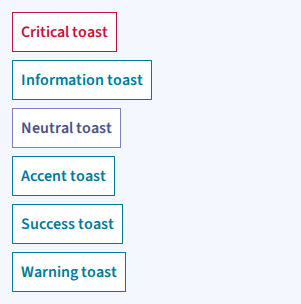 Critical toast
Information toast
Neutral toast
Accent toast
Success toast
Warning toast